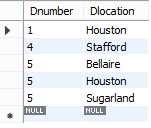 Dnumber Dlocation
1 Houston
4 Stafford
5 Bellaire
5 Houston
5 Sugarland
NULL NULL